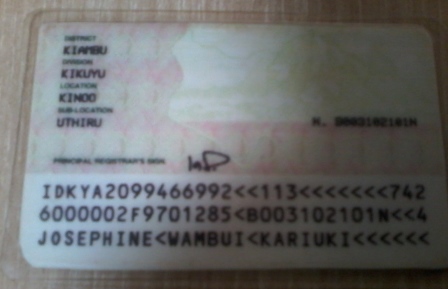 DISTRICT
KIAMBU
DIVISION
KIKUYU
LOCATION
KINOO
SUB-LOCATION
UTHIRU
N. B003102101N
PRINCIPAL REGISTRAR'S SIGN.
IDKYA2099466992<<113<<<<<<<742
6000002F9701285<B003102101N<<4
JOSEPHINE<WAMBUI<KARIUKI<<<<<<